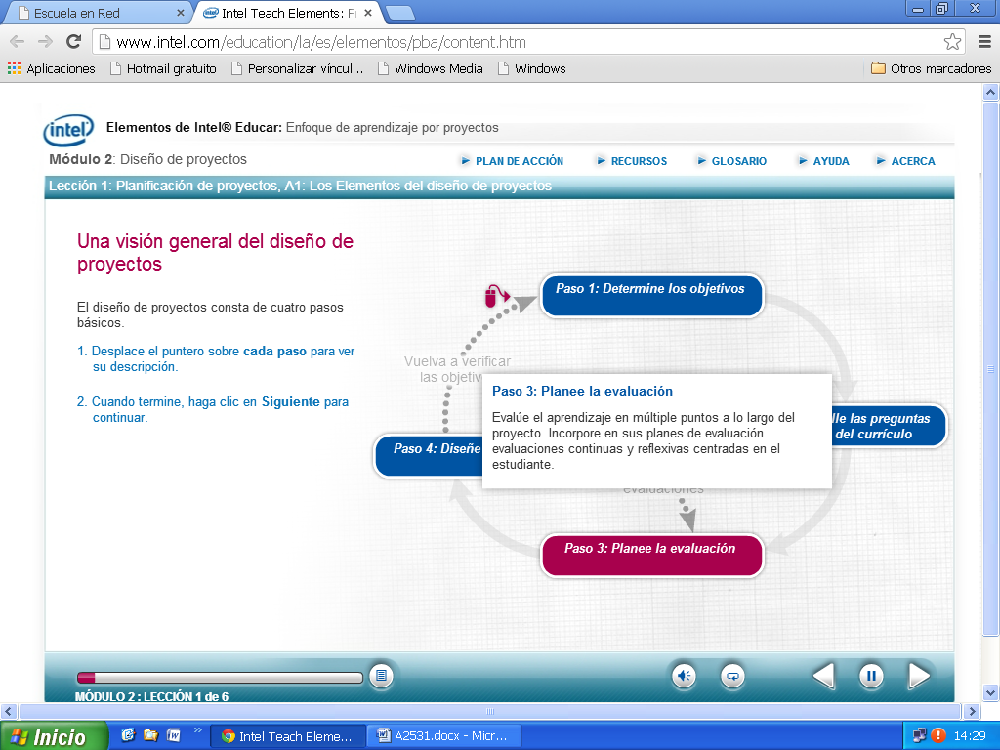 Escuela en Red
Intel Teach Elements: P
www.intel.com/education/la/es/elementos/pba/content.htm
Aplicaciones Hotmail gratuito Personalizar víncul... Windows Media Windows Otros marcadores
intel
Elementos de Intel® Educar: Enfoque de aprendizaje por proyectos
Módulo 2: Diseño de proyectos
PLAN DE ACCIÓN RECURSOS GLOSARIO AYUDA ACERCA
Lección 1: Planificación de proyectos, A1: Los Elementos del diseño de proyectos
Una visión general del diseño de
proyectos
El diseño de proyectos consta de cuatro pasos
básicos.
1. Desplace el puntero sobre cada paso para ver
su descripción.
2. Cuando termine, haga clic en Siguiente para
continuar.
Paso 1: Determine los objetivos
Vuelva a verificar
las objetiv
Paso 3: Planee la evaluación
Evalúe el aprendizaje en múltiple puntos a lo largo del
proyecto. Incorpore en sus planes de evaluación
evaluaciones continuas y reflexivas centradas en el
estudiante.
lle las preguntas
del currículo
Paso 4: Diseñe
evaluaciones
Paso 3: Planee la evaluación
MÓDULO 2 : LECCIÓN 1 de 6
Inicio
Intel Teach Eleme...
A2531.docx - Micr...
14:29